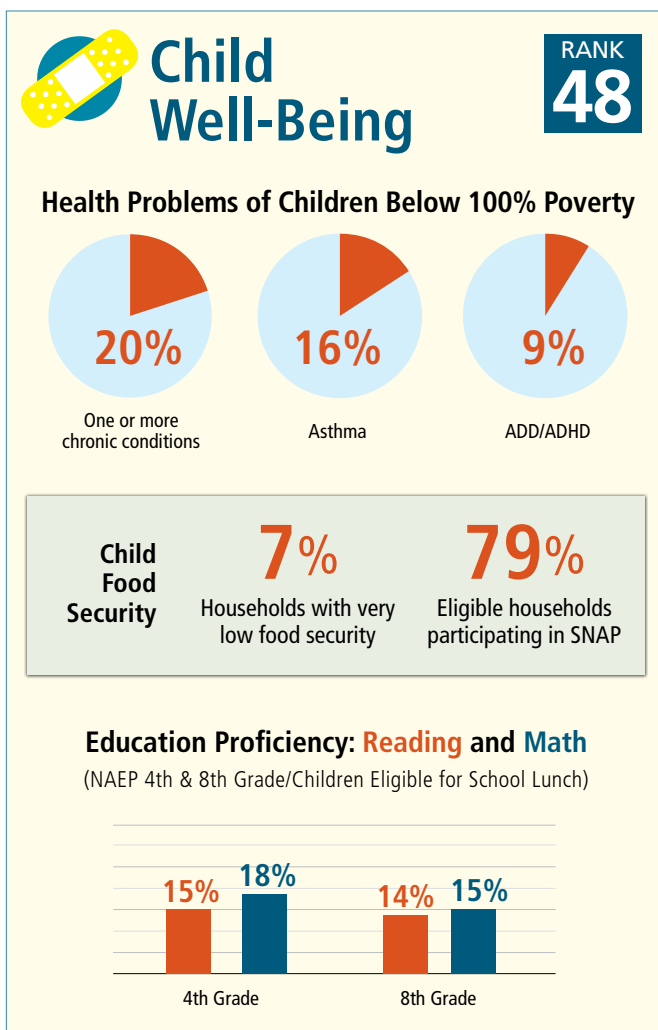 Child
Well-Being
RANK
48
Health Problems of Children Below 100% Poverty
20%
16%
9%
One or more
chronic conditions
Asthma
ADD/ADHD
Child
Food
Security
7%
Households with very
low food security
79%
Eligible households
participating in SNAP
Education Proficiency: Reading and Math
(NAEP 4th & 8th Grade/Children Eligible for School Lunch)
15%
18%
14%
15%
4th Grade
8th Grade